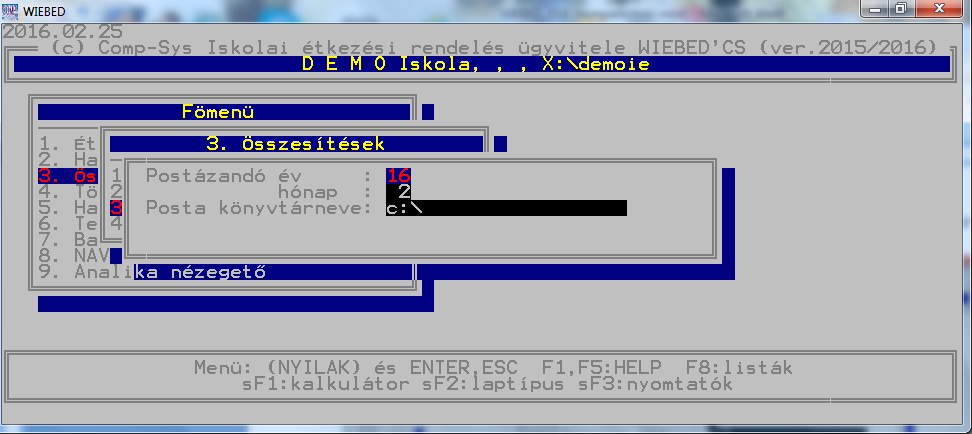 WIEBED
2016.02.25
(c) Comp-Sys Iskolai étkezési rendelés ügyvitele WIEBED'CS (ver.2015/2016)
D E M O Iskola, , , X:\demoie
Fömenü
1. Ét
3. Összesítések
2. Ha
3. Ös
1
Postázandó év : 16
4. Tö
2
hónap : 2
5. Ha
3
Posta könyvtárneve: c:\
6. Te
4
7. Ba
8. NAV
9. Analika nézegető
Menü: (NYILAK) és ENTER,ESC F1,F5:HELP F8:listák
sF1:kalkulátor sF2:laptípus sF3:nyomtatók